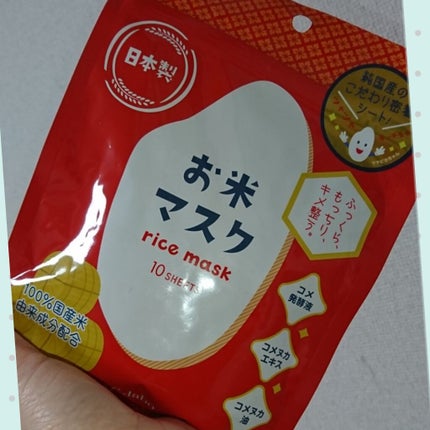 日本製
純国産の
こだわり密着
シート!
お米
マスク
rice mask
10 SHEETS
ふっくら、
もっちり、
キメ整う。*
コメ
発酵液
コメヌカ
エキス
コメヌカ
油
100%国産米
由来成分配合